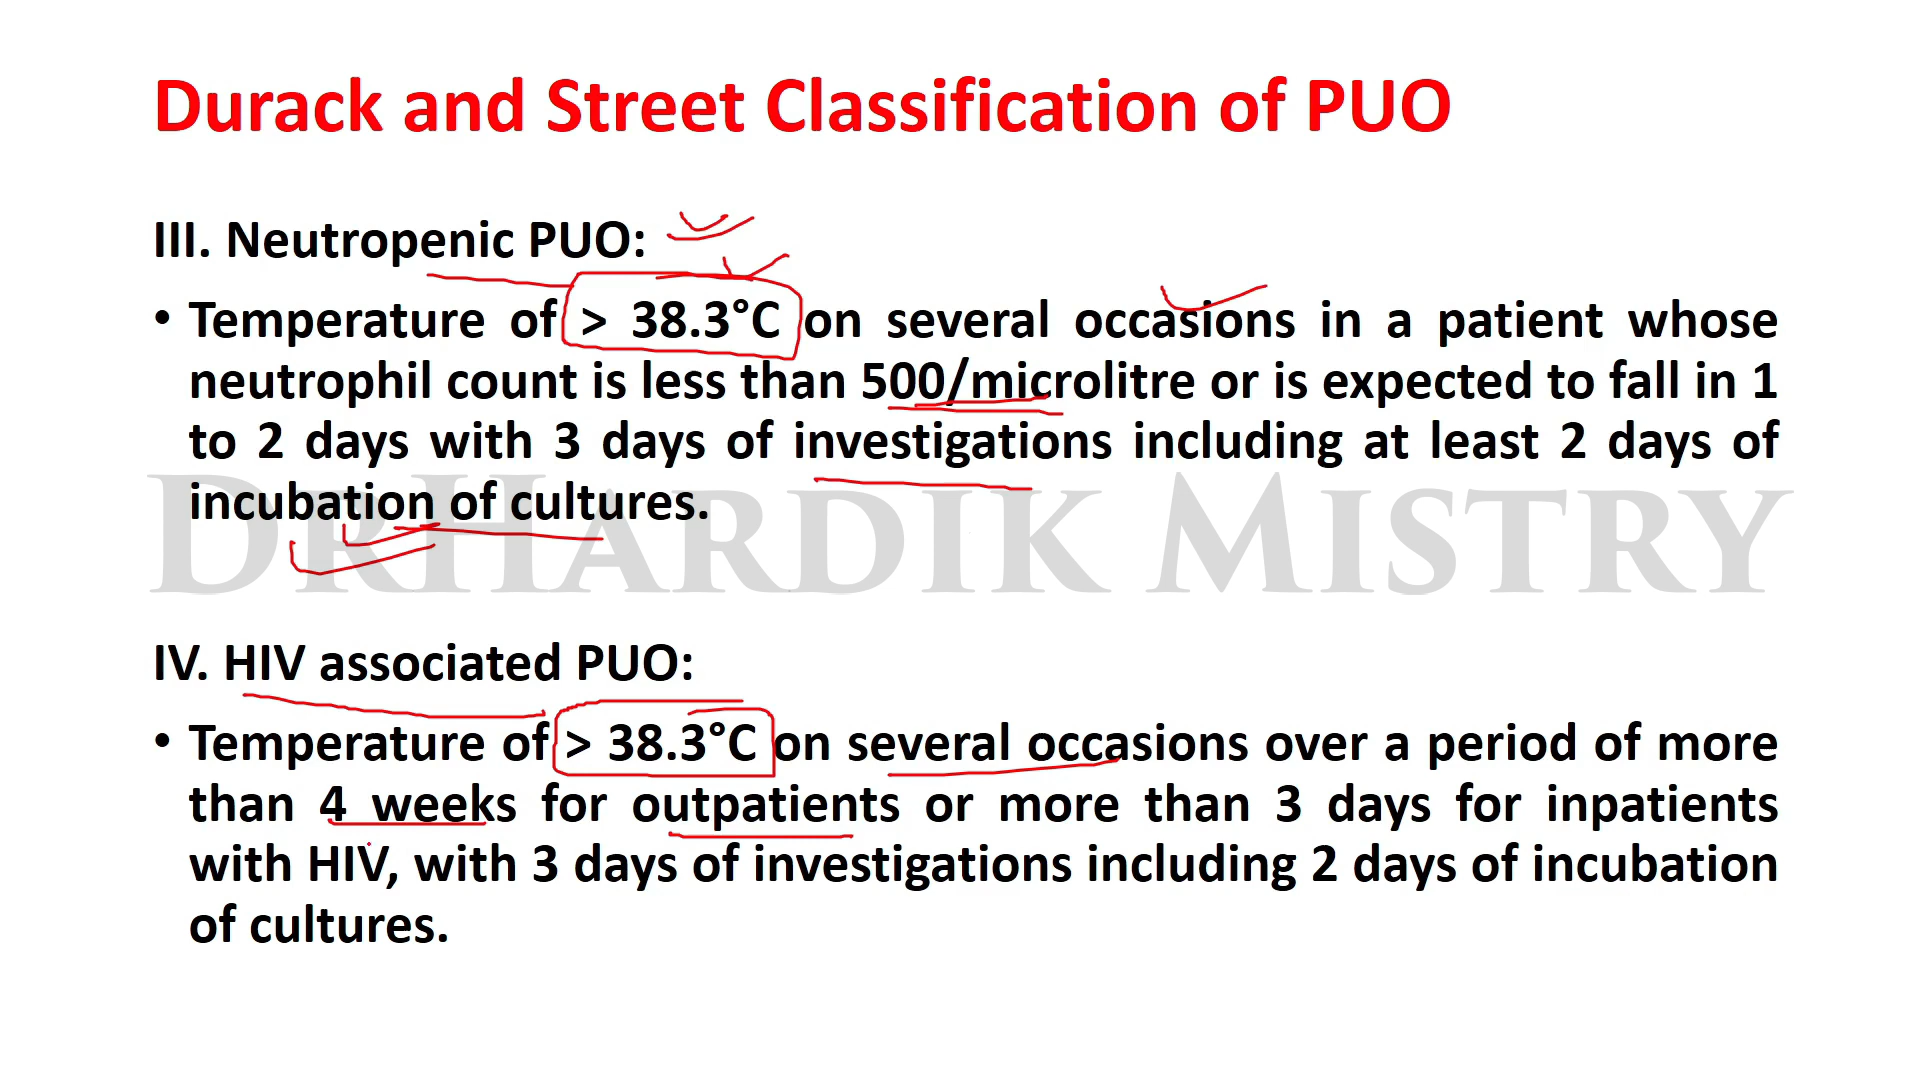 Durack and Street Classification of PUO
III. Neutropenic PUO:
• Temperature of > 38.3°C on several occasions in a patient whose
neutrophil count is less than 500/microlitre or is expected to fall in 1
to 2 days with 3 days of investigations including at least 2 days of
incubation of cultures.
DRHARDIK MISTRY
IV. HIV associated PUO:
• Temperature of > 38.3°C on several occasions over a period of more
than 4 weeks for outpatients or more than 3 days for inpatients
with HIV, with 3 days of investigations including 2 days of incubation
of cultures.